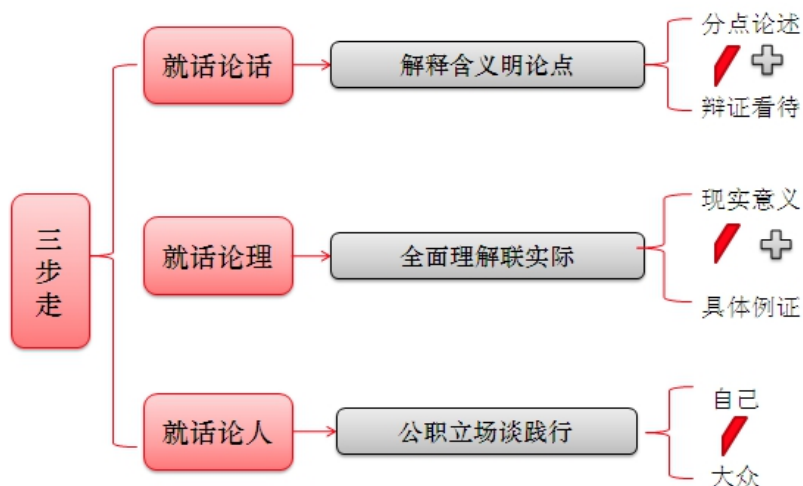 三步走
就话论话
解释含义明论点
分点论述
辩证看待
就话论理
全面理解联实际
现实意义
具体例证
就话论人
公职立场谈践行
自己
大众